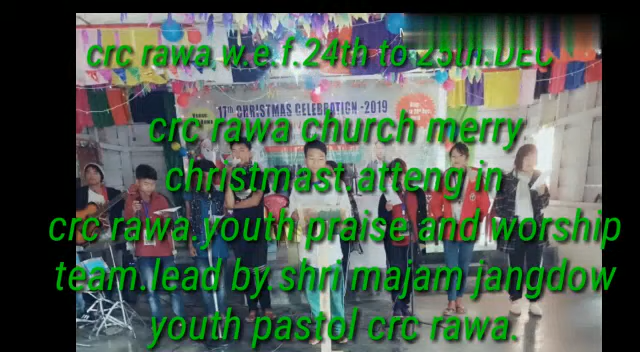 crc rawa w.e.f.24th to 25th.DEC
17th CHRISTMAS CELEBRATION -2019
crc rawa church merry
christmast atteng in
crc rawa.youth praise and worship
team.lead by.shri majam jangdow
youth pastol crc rawa.